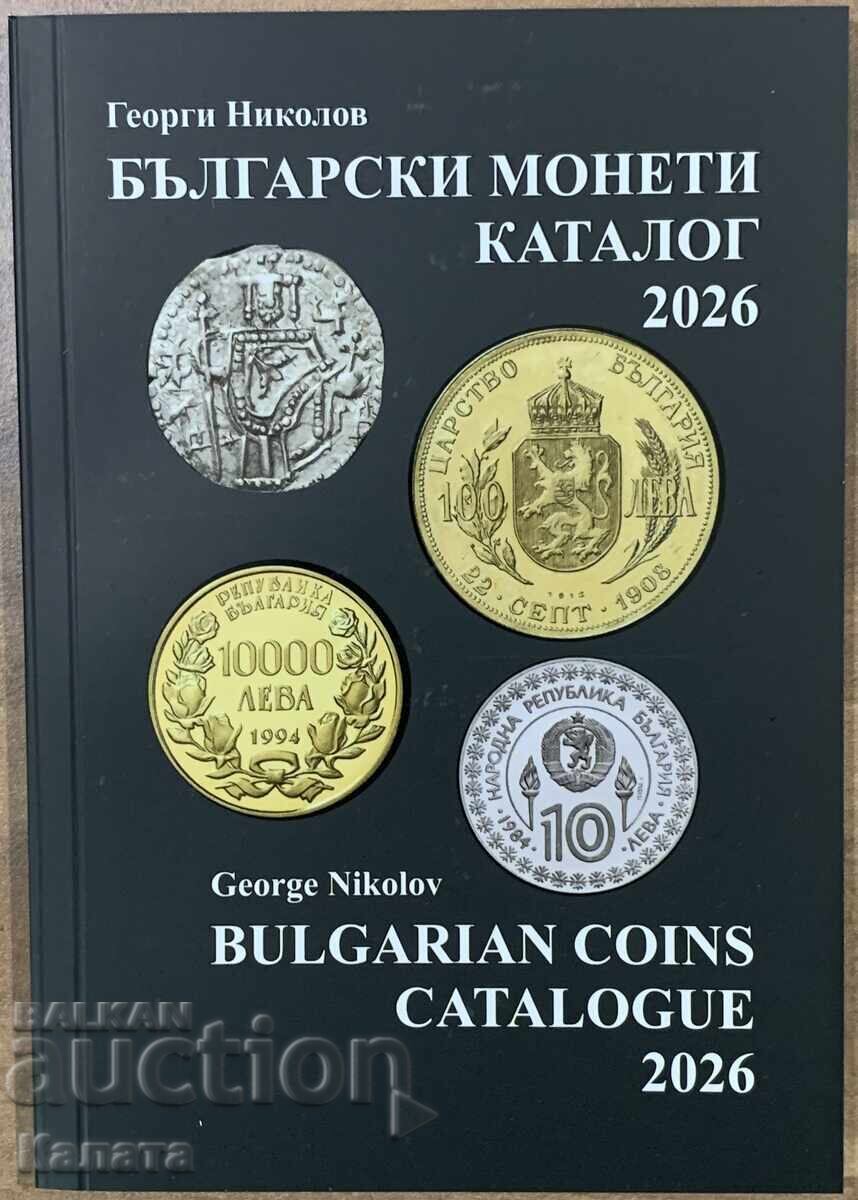 Георги Николов
БЪЛГАРСКИ МОНЕТИ
КАТАЛОГ
2026
ЦАРСТВО БЪЛГАРИЯ
100 ЛЕВА
1912
22 · СЕПТ · 1908
РЕПУБЛИКА
БЪЛГАРИЯ
10000
ЛЕВА
1994
НАРОДНА РЕПУБЛИКА БЪЛГАРИЯ
· 1984 · 10 ЛЕВА ·
George Nikolov
BULGARIAN COINS
CATALOGUE
2026
BALKAN
auction
Калата